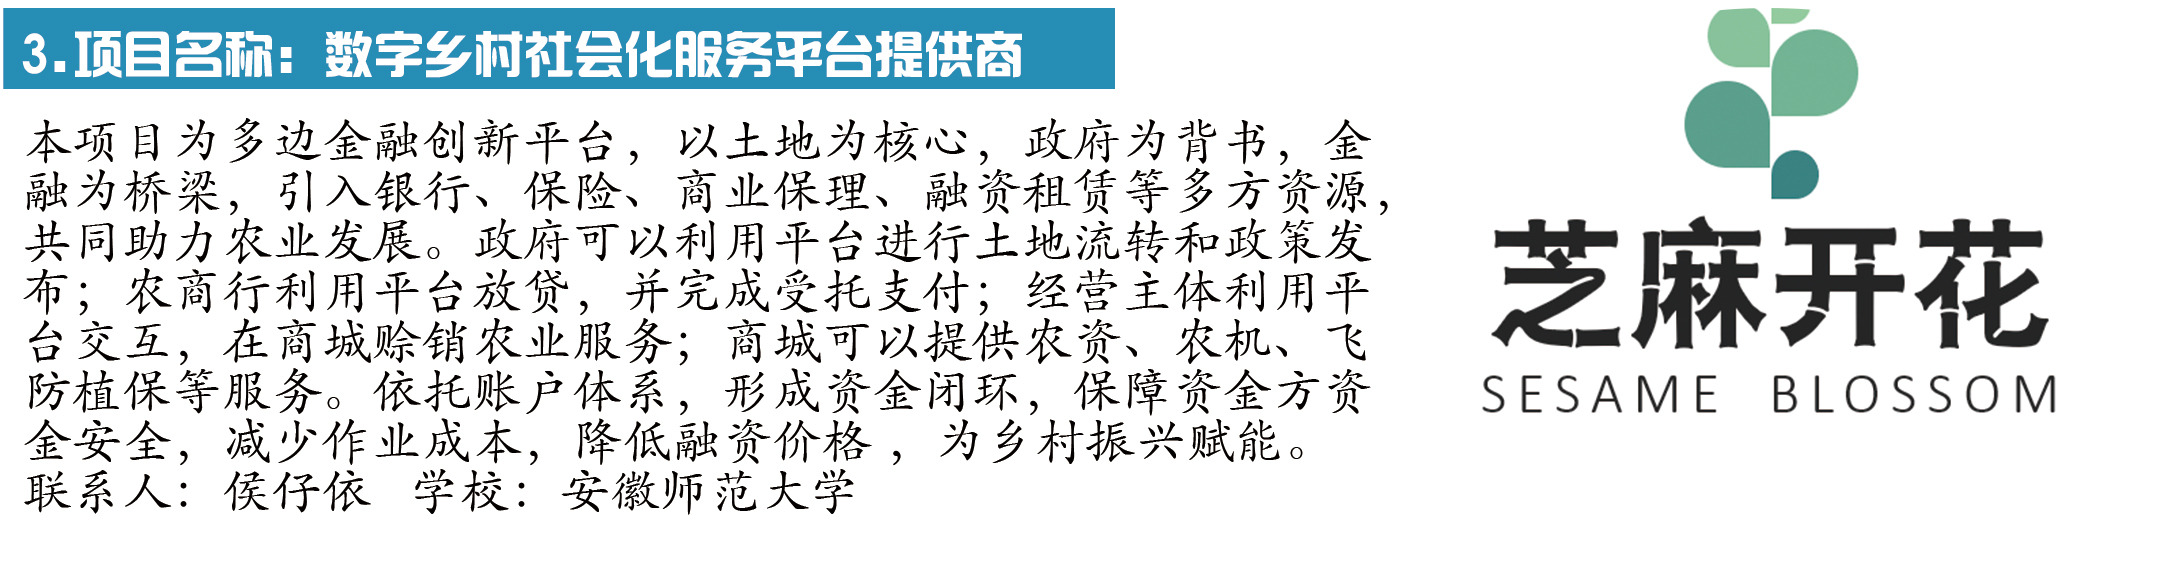 3.项目名称：数字乡村社会化服务平台提供商
本项目为多边金融创新平台，以土地为核心，政府为背书，金
融为桥梁，引入银行、保险、商业保理、融资租赁等多方资源，
共同助力农业发展。政府可以利用平台进行土地流转和政策发
布；农商行利用平台放贷，并完成受托支付；经营主体利用平
台交互，在商城赊销农业服务；商城可以提供农资、农机、飞
防植保等服务。依托账户体系，形成资金闭环，保障资金方资
金安全，减少作业成本，降低融资价格，为乡村振兴赋能。
联系人：侯仔依 学校：安徽师范大学
芝麻开花
SESAME BLOSSOM